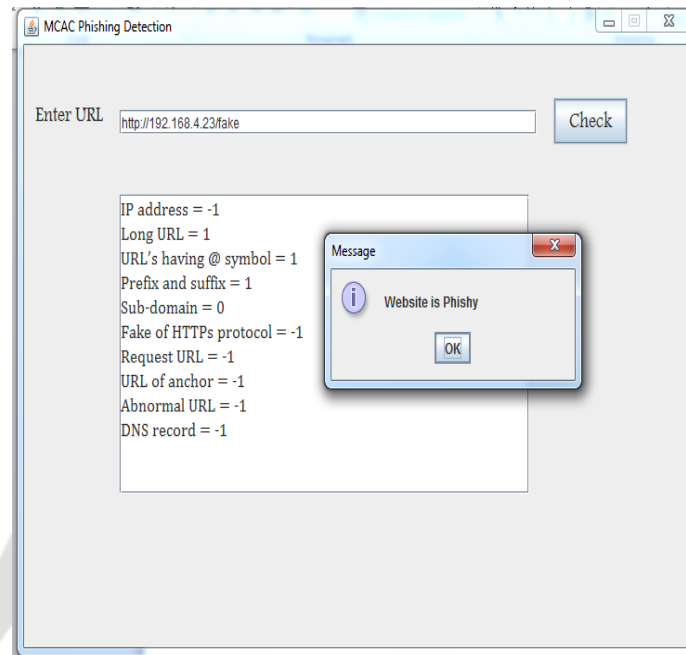 MCAC Phishing Detection
Enter URL
http://192.168.4.23/fake
Check
IP address = -1
Long URL = 1
URL's having @ symbol = 1
Prefix and suffix = 1
Sub-domain = 0
Fake of HTTPs protocol = -1
Request URL = -1
URL of anchor = -1
Abnormal URL = -1
DNS record = -1
Message
Website is Phishy
OK